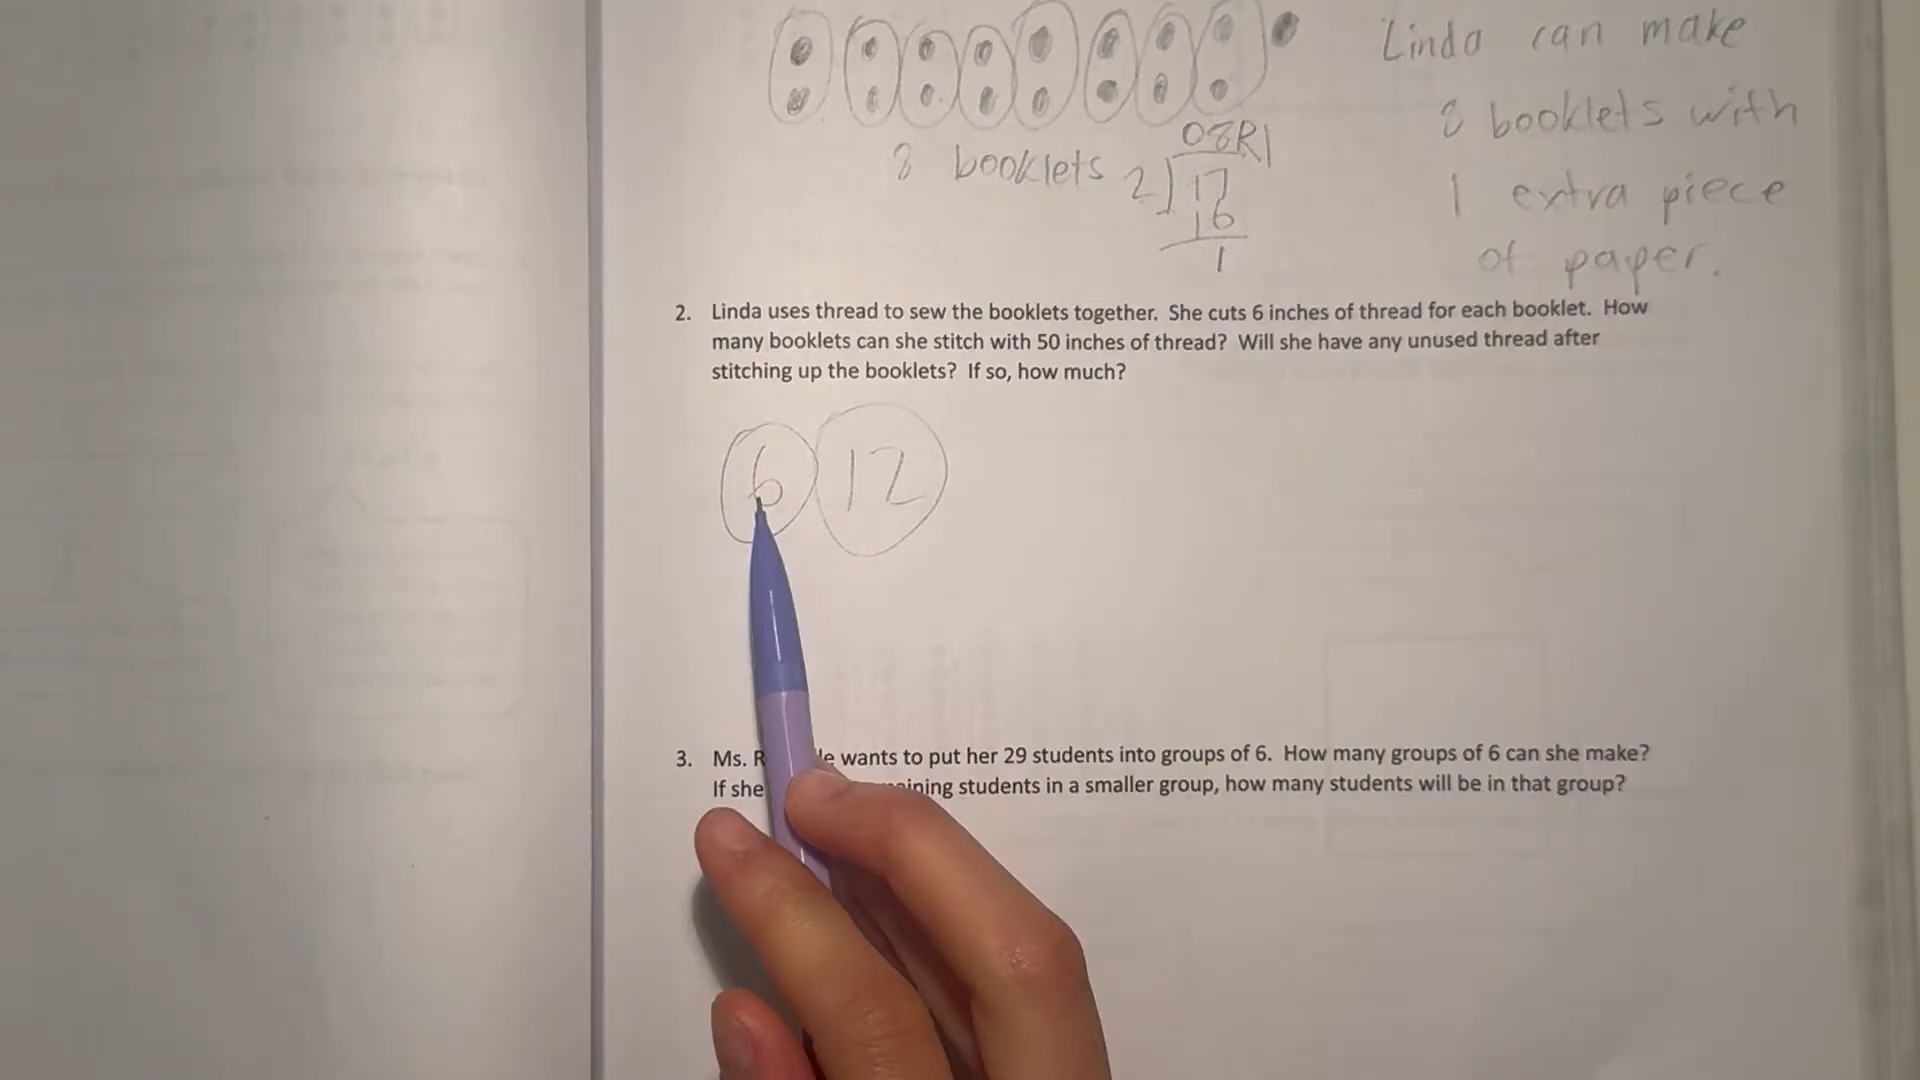 Linda can make
8 booklets with
1 extra piece
of paper.
8 booklets
08R1
2)17
16
1
2. Linda uses thread to sew the booklets together. She cuts 6 inches of thread for each booklet. How
many booklets can she stitch with 50 inches of thread? Will she have any unused thread after
stitching up the booklets? If so, how much?
6 12
3. Ms. wants to put her 29 students into groups of 6. How many groups of 6 can she make?
If she students in a smaller group, how many students will be in that group?